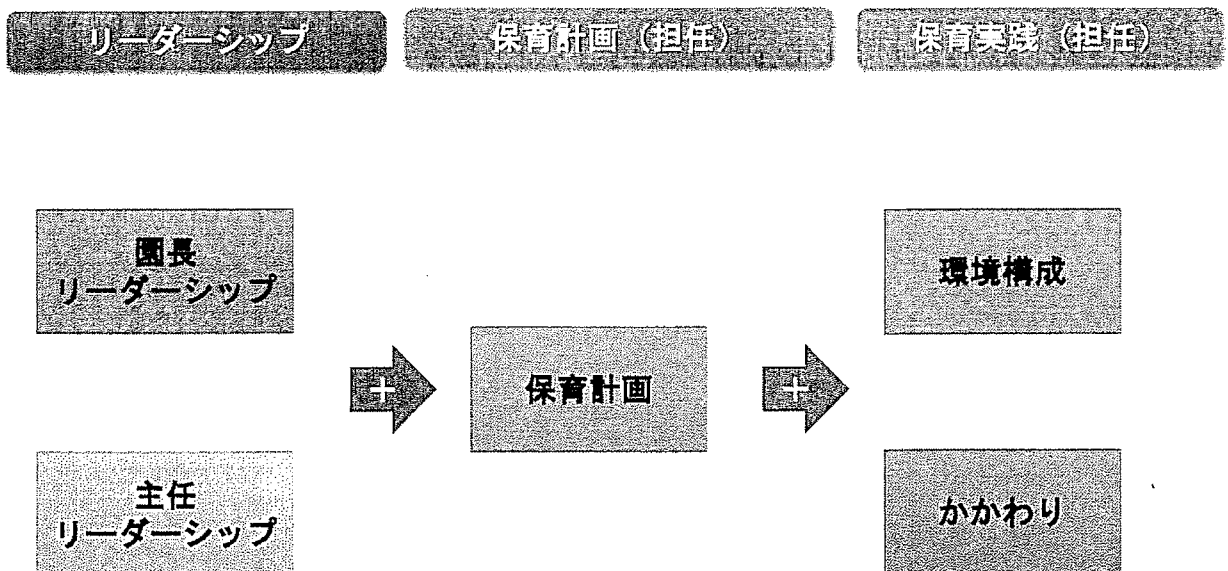 リーダーシップ
保育計画（担任）
保育実践（担任）
園長
リーダーシップ
環境構成
+
保育計画
+
主任
リーダーシップ
かかわり